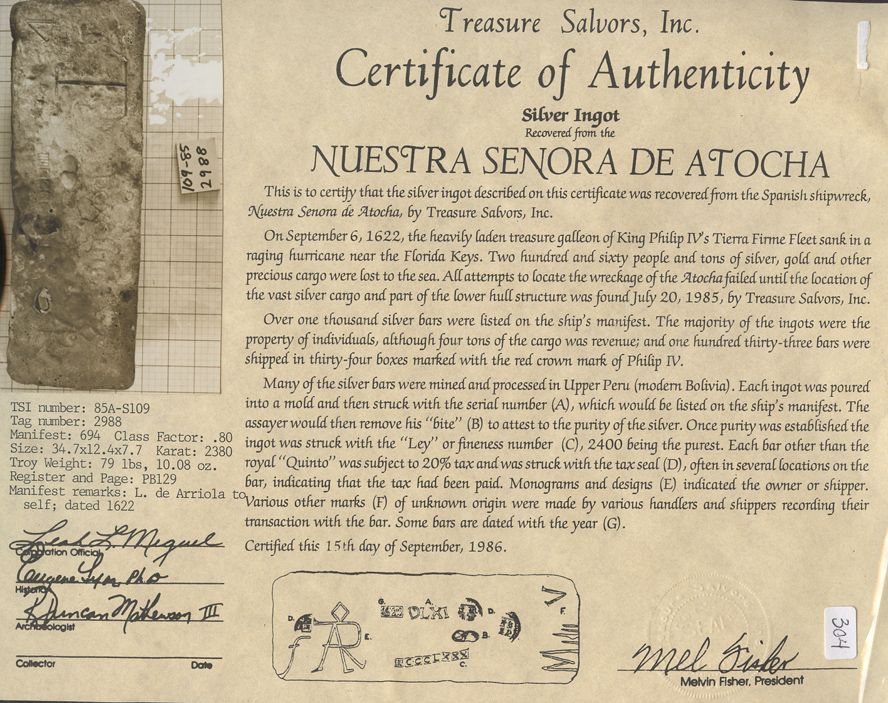 Treasure Salvors, Inc.
Certificate of Authenticity
Silver Ingot
Recovered from the
NUESTRA SENORA DE ATOCHA
This is to certify that the silver ingot described on this certificate was recovered from the Spanish shipwreck,
Nuestra Senora de Atocha, by Treasure Salvors, Inc.
On September 6, 1622, the heavily laden treasure galleon of King Philip IV's Tierra Firme Fleet sank in a
raging hurricane near the Florida Keys. Two hundred and sixty people and tons of silver, gold and other
precious cargo were lost to the sea. All attempts to locate the wreckage of the Atocha failed until the location of
the vast silver cargo and part of the lower hull structure was found July 20, 1985, by Treasure Salvors, Inc.
Over one thousand silver bars were listed on the ship's manifest. The majority of the ingots were the
property of individuals, although four tons of the cargo was revenue; and one hundred thirty-three bars were
shipped in thirty-four boxes marked with the red crown mark of Philip IV.
Many of the silver bars were mined and processed in Upper Peru (modern Bolivia). Each ingot was poured
into a mold and then struck with the serial number (A), which would be listed on the ship's manifest. The
assayer would then remove his "bite" (B) to attest to the purity of the silver. Once purity was established the
ingot was struck with the "Ley" or fineness number (C), 2400 being the purest. Each bar other than the
royal "Quinto" was subject to 20% tax and was struck with the tax seal (D), often in several locations on the
bar, indicating that the tax had been paid. Monograms and designs (E) indicated the owner or shipper.
Various other marks (F) of unknown origin were made by various handlers and shippers recording their
transaction with the bar. Some bars are dated with the year (G).
Certified this 15th day of September, 1986.
109-85
2988
TSI number: 85A-S109
Tag number: 2988
Manifest: 694 Class Factor: .80
Size: 34.7x12.4x7.7 Karat: 2380
Troy Weight: 79 lbs, 10.08 oz.
Register and Page: PB129
Manifest remarks: L. de Arriola to
self; dated 1622
Leah L. Miguel
Corporation Official
Eugene Lyon PhD
Historian
R. Duncan Mathewson III
Archaeologist
Collector Date
D. G. A. DLXI D. F.
E. B.
CCCLXXX
C.
Mel Fisher
Melvin Fisher, President
304